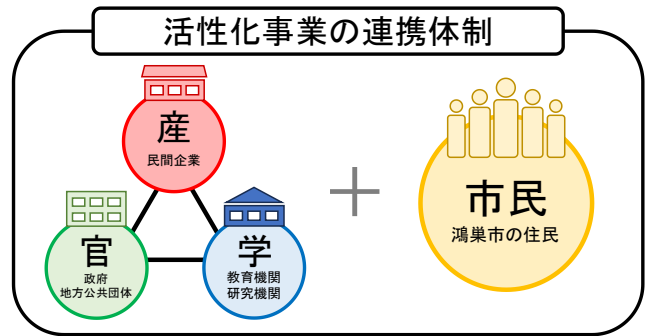 活性化事業の連携体制
産
民間企業
官
政府
地方公共団体
学
教育機関
研究機関
+
市民
鴻巣市の住民